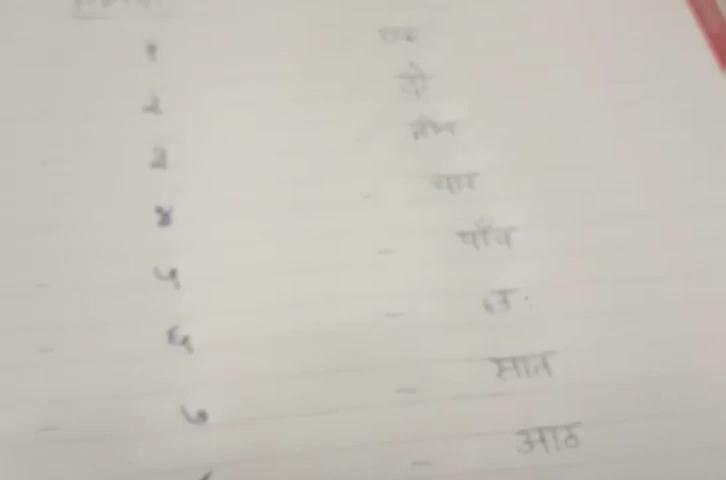 १ एक
२ दो
३ तीन
४ चार
५ पाँच
६ छः
७ सात
आठ